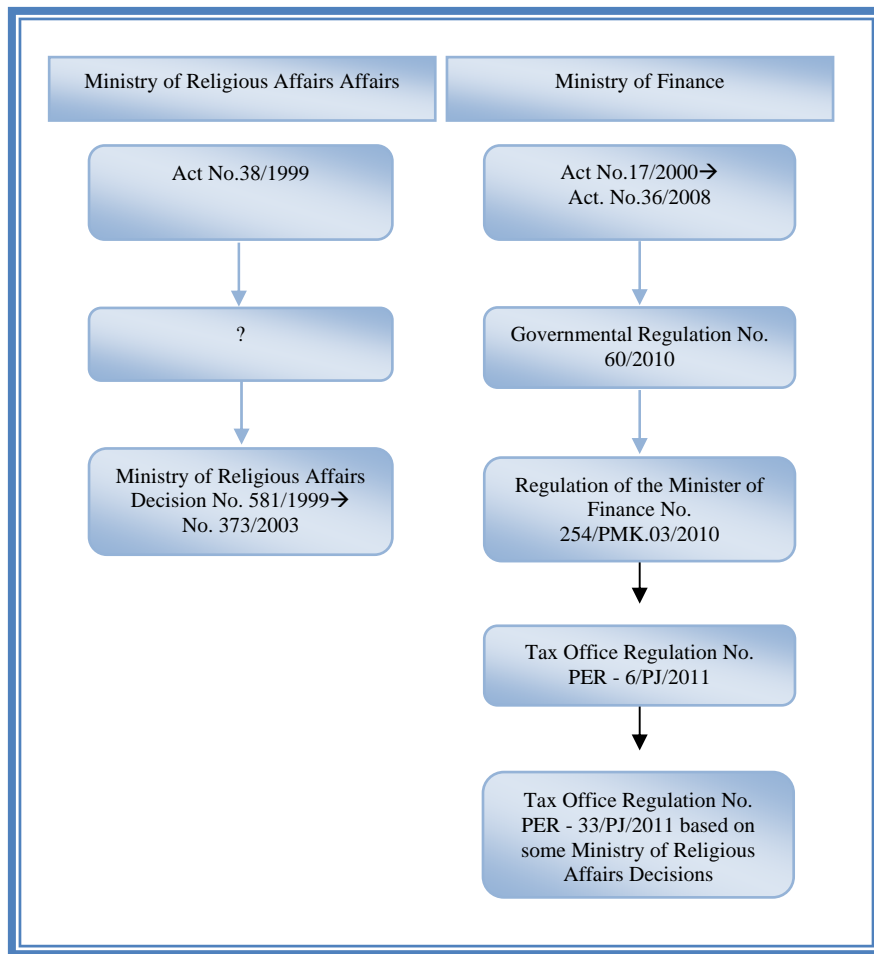 Ministry of Religious Affairs Affairs
Ministry of Finance
Act No.38/1999
?
Ministry of Religious Affairs
Decision No. 581/1999→
No. 373/2003
Act No.17/2000→
Act. No.36/2008
Governmental Regulation No.
60/2010
Regulation of the Minister of
Finance No.
254/PMK.03/2010
Tax Office Regulation No.
PER - 6/PJ/2011
Tax Office Regulation No.
PER - 33/PJ/2011 based on
some Ministry of Religious
Affairs Decisions